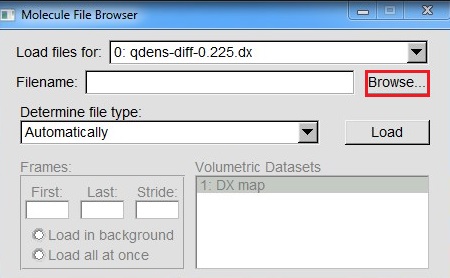 Molecule File Browser
Load files for: 0: qdens-diff-0.225.dx
Filename: Browse...
Determine file type:
Automatically Load
Frames: Volumetric Datasets
First: Last: Stride: 1: DX map
Load in background
Load all at once